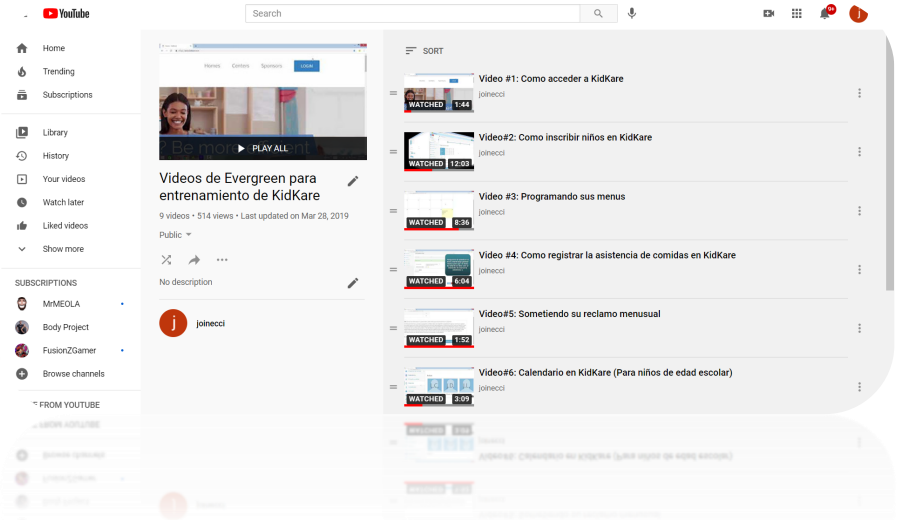 YouTube
Search
9+
j
Home
Trending
Subscriptions
Library
History
Your videos
Watch later
Liked videos
Show more
SUBSCRIPTIONS
MrMEOLA
Body Project
FusionZGamer
Browse channels
FROM YOUTUBE
Homes Centers Sponsors LOGIN
PLAY ALL
Videos de Evergreen para
entrenamiento de KidKare
9 videos • 514 views • Last updated on Mar 28, 2019
Public
No description
j
joinecci
SORT
Video #1: Como acceder a KidKare
joinecci
WATCHED 1:44
Video#2: Como inscribir niños en KidKare
joinecci
WATCHED 12:03
Video #3: Programando sus menus
joinecci
WATCHED 8:36
Video #4: Como registrar la asistencia de comidas en KidKare
joinecci
WATCHED 6:04
Video#5: Sometiendo su reclamo menusual
joinecci
WATCHED 1:52
Video#6: Calendario en KidKare (Para niños de edad escolar)
joinecci
WATCHED 3:09